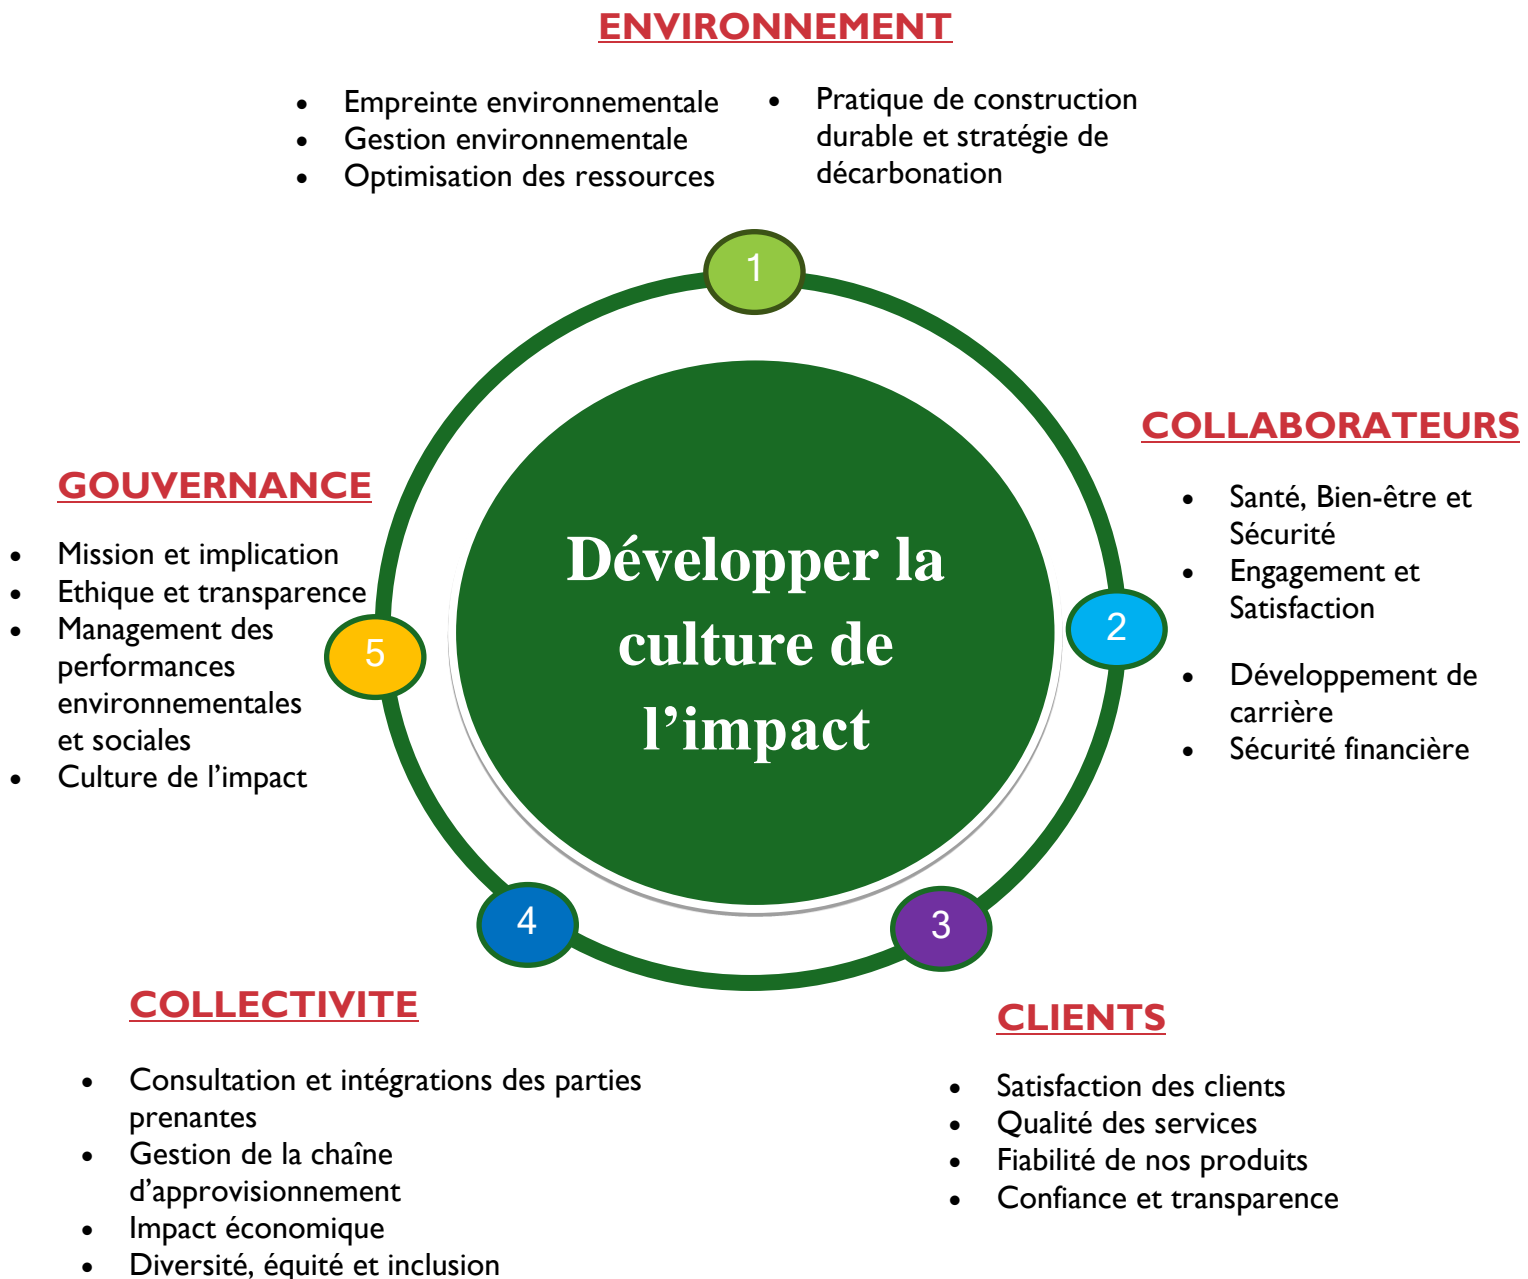 ENVIRONNEMENT
• Empreinte environnementale
• Gestion environnementale
• Optimisation des ressources
• Pratique de construction
durable et stratégie de
décarbonation
1
COLLABORATEURS
• Santé, Bien-être et
Sécurité
• Engagement et
Satisfaction
• Développement de
carrière
• Sécurité financière
2
Développer la
culture de
l’impact
GOUVERNANCE
• Mission et implication
• Ethique et transparence
• Management des
performances
environnementales
et sociales
• Culture de l’impact
5
4
3
COLLECTIVITE
• Consultation et intégrations des parties
prenantes
• Gestion de la chaîne
d’approvisionnement
• Impact économique
• Diversité, équité et inclusion
CLIENTS
• Satisfaction des clients
• Qualité des services
• Fiabilité de nos produits
• Confiance et transparence